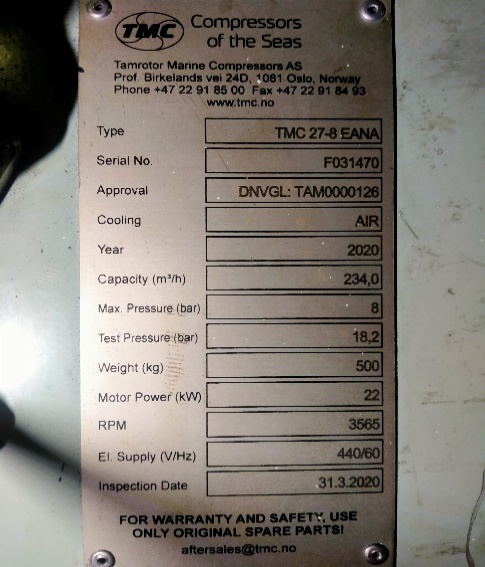 TMC Compressors
of the Seas
Tamrotor Marine Compressors AS
Prof. Birkelands vei 24D, 1081 Oslo, Norway
Phone +47 22 91 85 00 Fax +47 22 91 84 93
www.tmc.no
Type TMC 27-8 EANA
Serial No. F031470
Approval DNVGL: TAM0000126
Cooling AIR
Year 2020
Capacity (m³/h) 234,0
Max. Pressure (bar) 8
Test Pressure (bar) 18,2
Weight (kg) 500
Motor Power (kW) 22
RPM 3565
El. Supply (V/Hz) 440/60
Inspection Date 31.3.2020
FOR WARRANTY AND SAFETY, USE
ONLY ORIGINAL SPARE PARTS!
aftersales@tmc.no